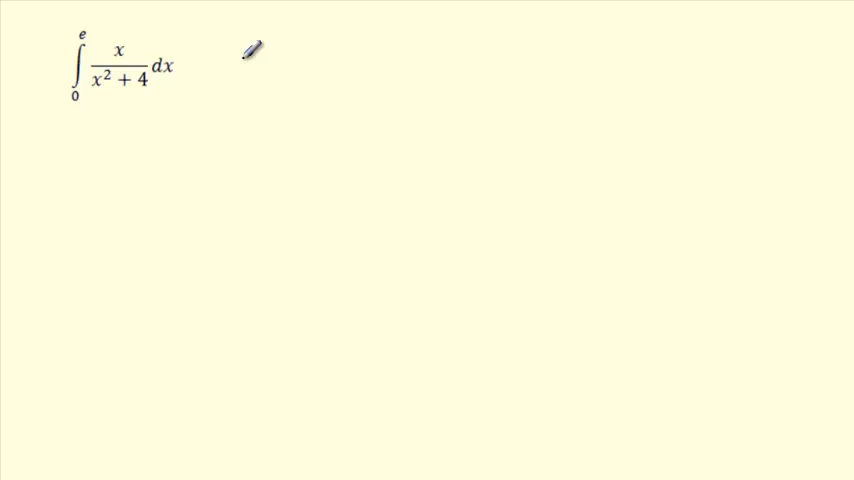 ∫₀ᵉ x/(x² + 4) dx